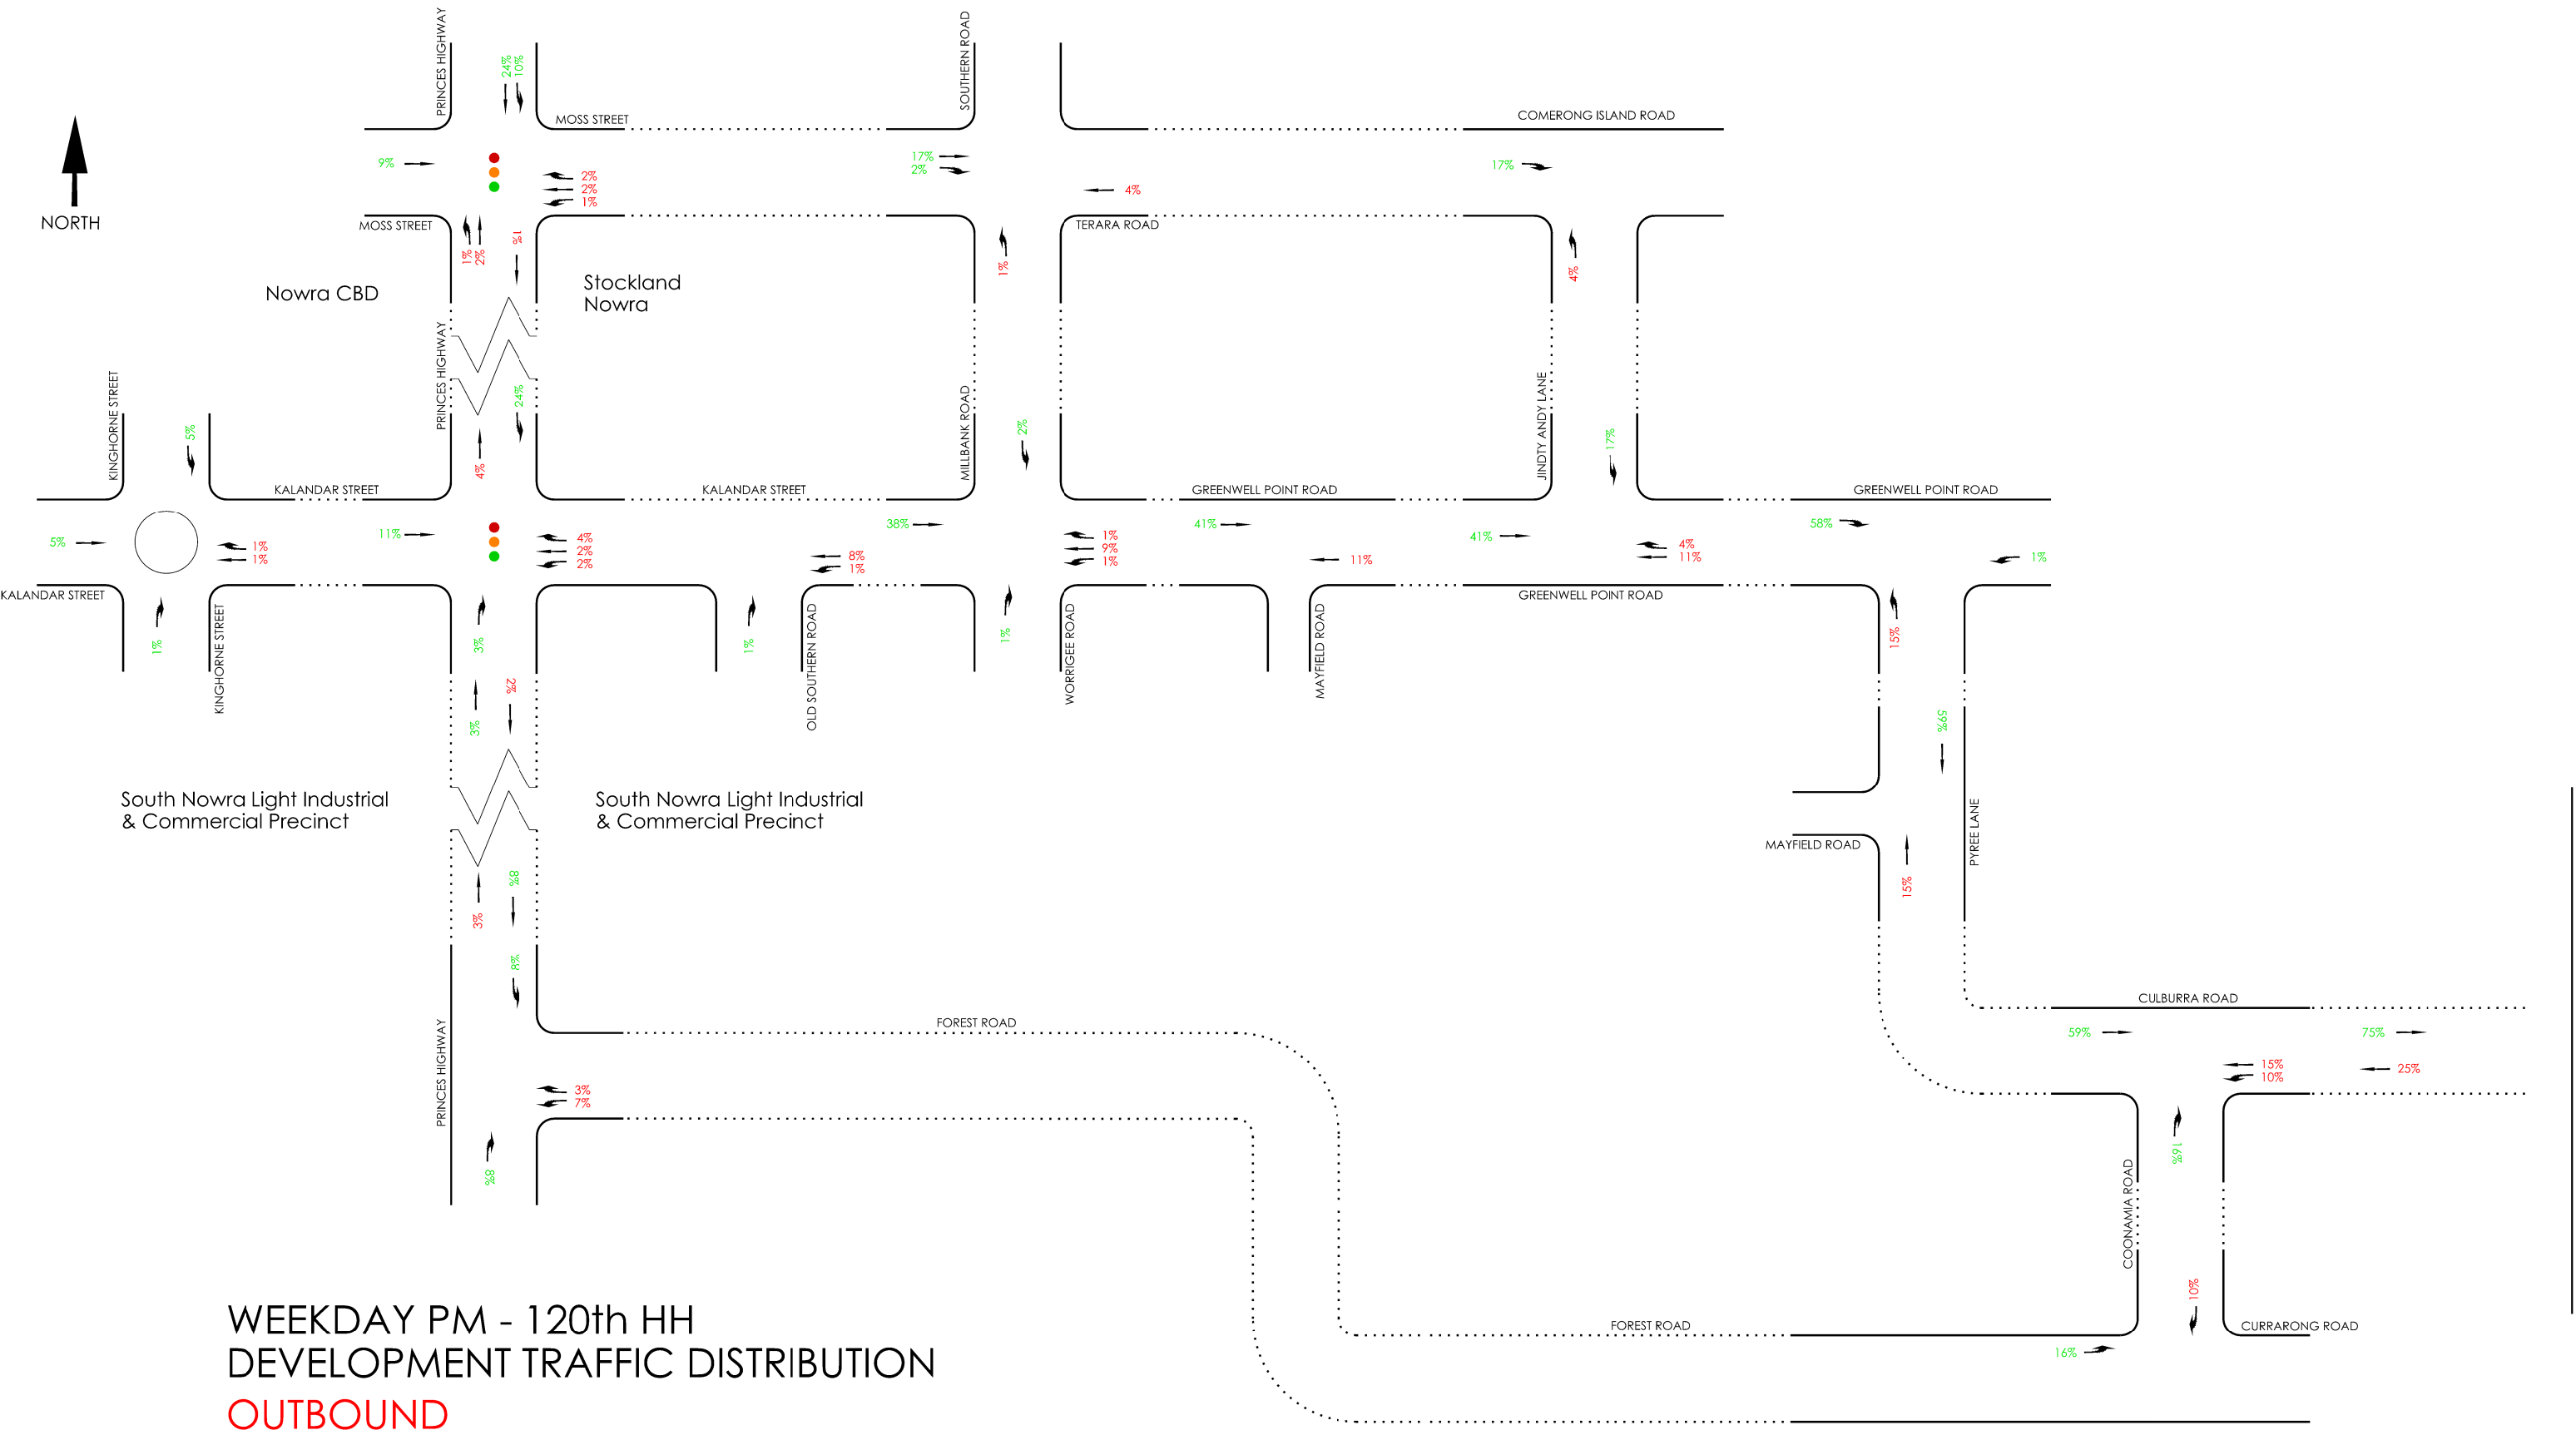 PRINCES HIGHWAY
24%
10%
SOUTHERN ROAD
MOSS STREET
COMERONG ISLAND ROAD
9%
17%
2%
17%
2%
2%
1%
4%
NORTH
MOSS STREET
TERARA ROAD
1%
2%
1%
1%
4%
Nowra CBD
Stockland
Nowra
PRINCES HIGHWAY
KINGHORNE STREET
5%
24%
4%
MILLBANK ROAD
2%
JINDTY ANDY LANE
17%
KALANDAR STREET
KALANDAR STREET
GREENWELL POINT ROAD
GREENWELL POINT ROAD
5%
1%
1%
11%
4%
2%
2%
38%
8%
1%
1%
9%
1%
41%
11%
41%
4%
11%
58%
1%
KALANDAR STREET
GREENWELL POINT ROAD
1%
KINGHORNE STREET
3%
1%
OLD SOUTHERN ROAD
1%
WORRIGEE ROAD
MAYFIELD ROAD
15%
3%
2%
59%
South Nowra Light Industrial
& Commercial Precinct
South Nowra Light Industrial
& Commercial Precinct
MAYFIELD ROAD
PYREE LANE
15%
3%
8%
8%
CULBURRA ROAD
FOREST ROAD
59%
75%
15%
10%
25%
PRINCES HIGHWAY
3%
7%
8%
16%
COONAMIA ROAD
10%
FOREST ROAD
CURRARONG ROAD
16%
WEEKDAY PM - 120th HH
DEVELOPMENT TRAFFIC DISTRIBUTION
OUTBOUND